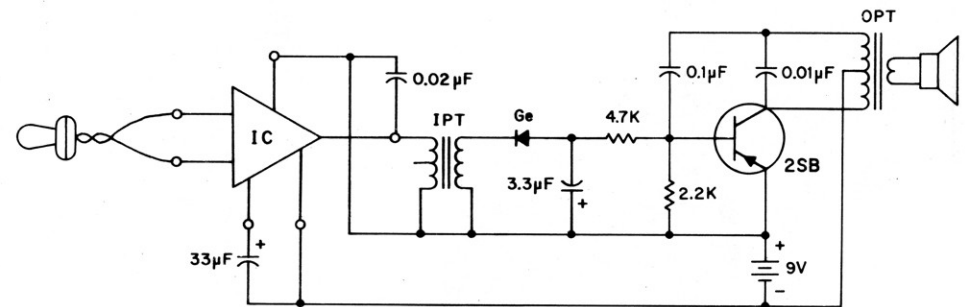 OPT
0.02µF
0.1µF
0.01µF
IC
IPT
Ge
4.7K
2SB
3.3µF
+
2.2K
+
33µF
+
9V
-